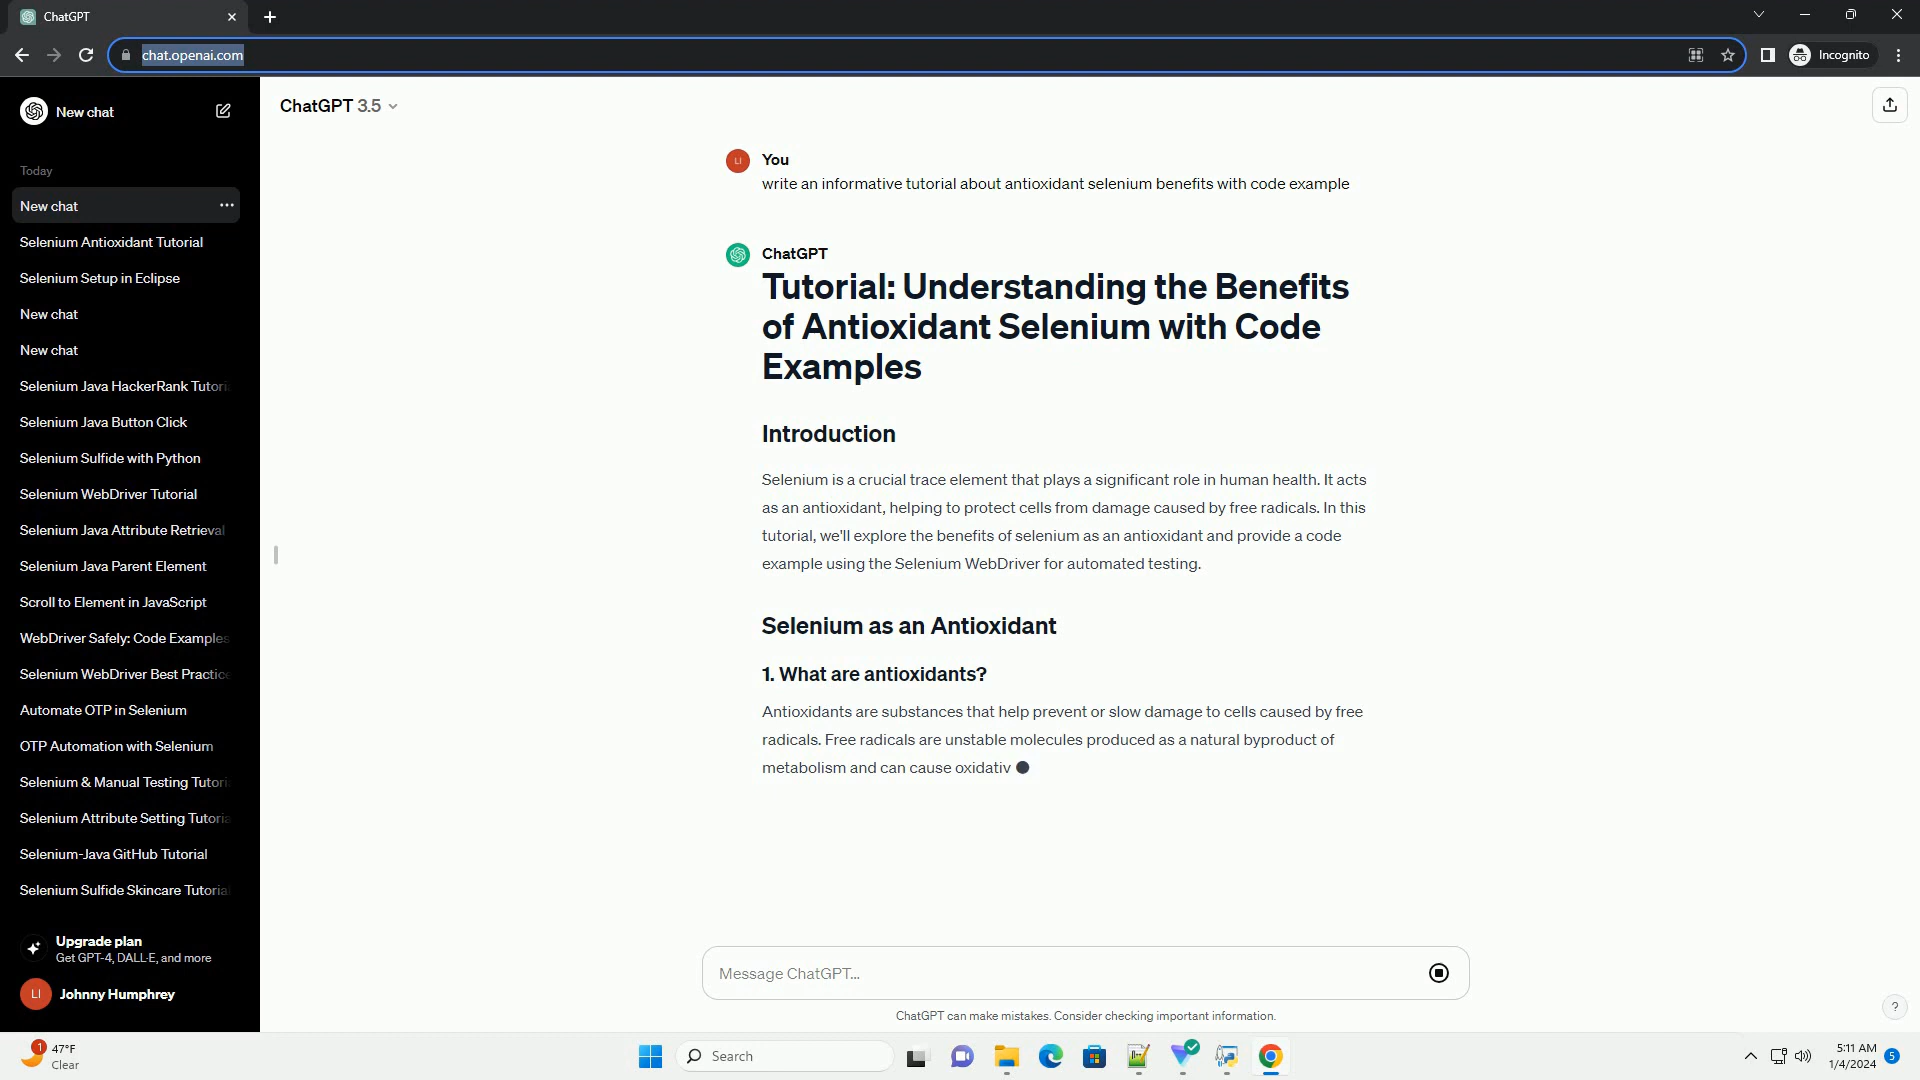 ChatGPT
chat.openai.com
Incognito
New chat
Today
New chat
Selenium Antioxidant Tutorial
Selenium Setup in Eclipse
New chat
New chat
Selenium Java HackerRank Tutori
Selenium Java Button Click
Selenium Sulfide with Python
Selenium WebDriver Tutorial
Selenium Java Attribute Retrieval
Selenium Java Parent Element
Scroll to Element in JavaScript
WebDriver Safely: Code Examples
Selenium WebDriver Best Practice
Automate OTP in Selenium
OTP Automation with Selenium
Selenium & Manual Testing Tutori
Selenium Attribute Setting Tutoria
Selenium-Java GitHub Tutorial
Selenium Sulfide Skincare Tutorial
Upgrade plan
Get GPT-4, DALL·E, and more
LI
Johnny Humphrey
ChatGPT 3.5
LI
You
write an informative tutorial about antioxidant selenium benefits with code example
ChatGPT
Tutorial: Understanding the Benefits
of Antioxidant Selenium with Code
Examples
Introduction
Selenium is a crucial trace element that plays a significant role in human health. It acts
as an antioxidant, helping to protect cells from damage caused by free radicals. In this
tutorial, we'll explore the benefits of selenium as an antioxidant and provide a code
example using the Selenium WebDriver for automated testing.
Selenium as an Antioxidant
1. What are antioxidants?
Antioxidants are substances that help prevent or slow damage to cells caused by free
radicals. Free radicals are unstable molecules produced as a natural byproduct of
metabolism and can cause oxidativ
Message ChatGPT...
ChatGPT can make mistakes. Consider checking important information.
?
1
47°F
Clear
Search
5:11 AM
1/4/2024
5